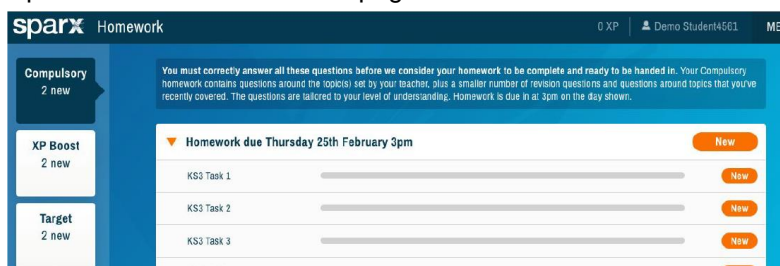 sparx Homework 0 XP Demo Student4561 ME
Compulsory
2 new
You must correctly answer all these questions before we consider your homework to be complete and ready to be handed in. Your Compulsory
homework contains questions around the topic(s) set by your teacher, plus a smaller number of revision questions and questions around topics that you've
recently covered. The questions are tailored to your level of understanding. Homework is due in at 3pm on the day shown.
XP Boost
2 new
Homework due Thursday 25th February 3pm New
KS3 Task 1 New
KS3 Task 2 New
Target
2 new
KS3 Task 3 New